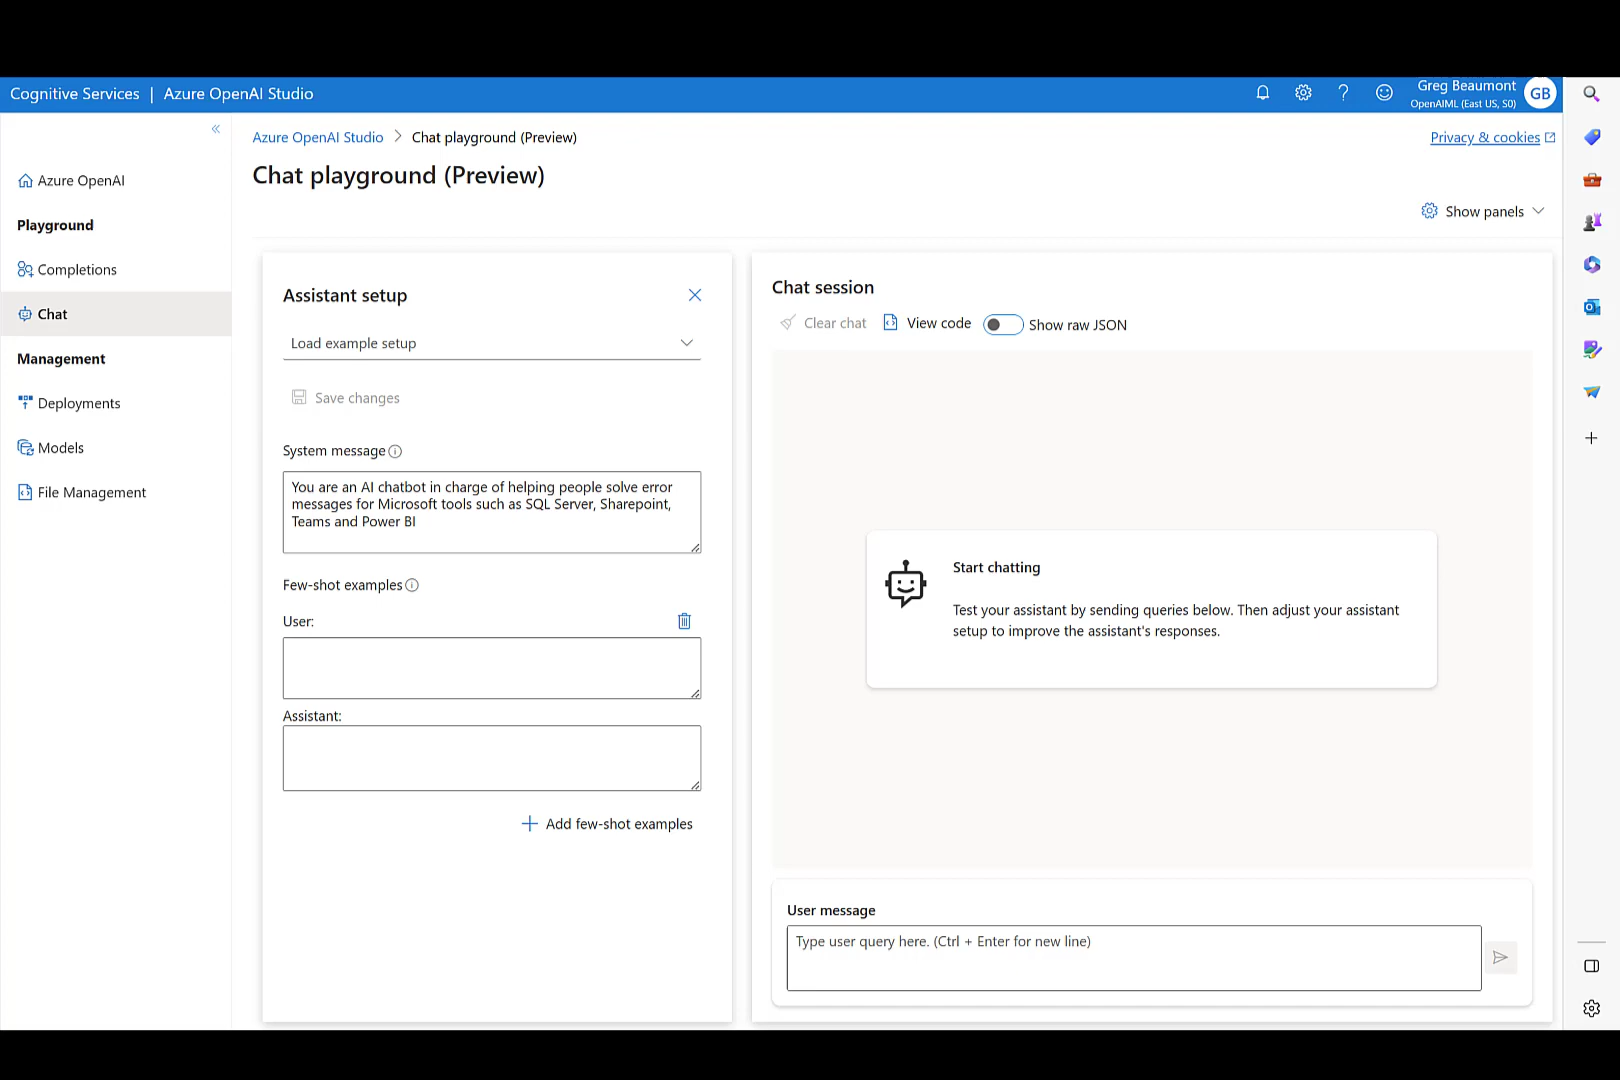 Cognitive Services | Azure OpenAI Studio
Greg Beaumont
OpenAIML (East US, S0)
GB
Azure OpenAI Studio > Chat playground (Preview)
Privacy & cookies
Chat playground (Preview)
Show panels
Azure OpenAI
Playground
Completions
Chat
Management
Deployments
Models
File Management
Assistant setup
Load example setup
Save changes
System message
You are an AI chatbot in charge of helping people solve error
messages for Microsoft tools such as SQL Server, Sharepoint,
Teams and Power BI
Few-shot examples
User:
Assistant:
Add few-shot examples
Chat session
Clear chat
View code
Show raw JSON
Start chatting
Test your assistant by sending queries below. Then adjust your assistant
setup to improve the assistant's responses.
User message
Type user query here. (Ctrl + Enter for new line)